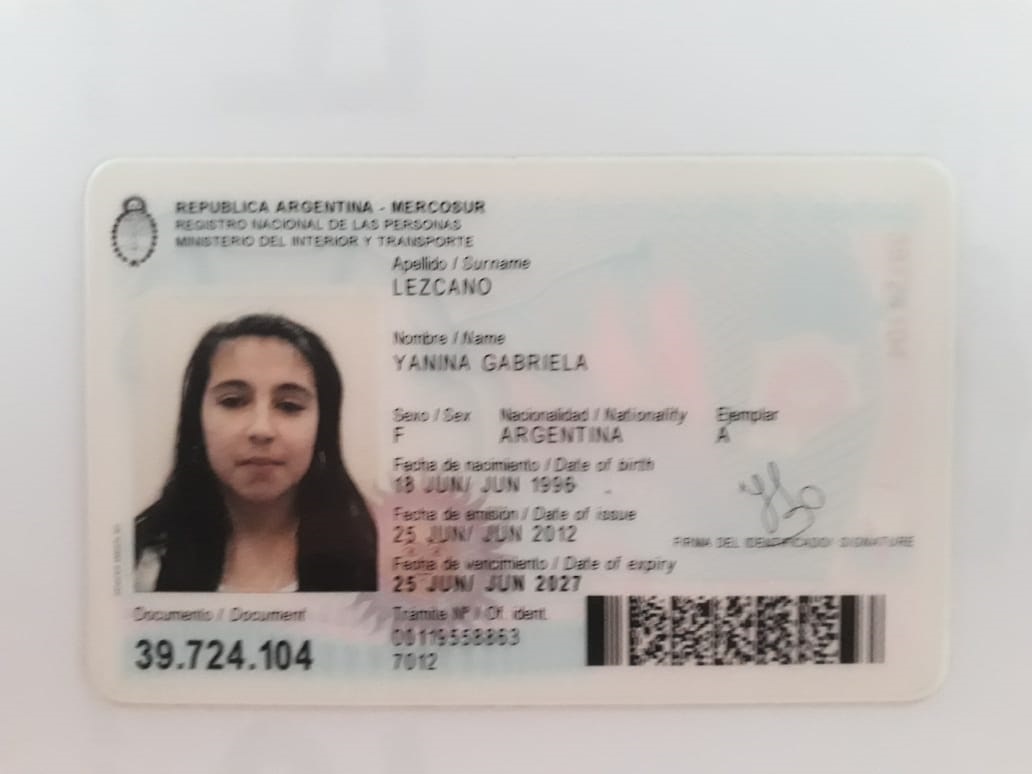 REPUBLICA ARGENTINA - MERCOSUR
REGISTRO NACIONAL DE LAS PERSONAS
MINISTERIO DEL INTERIOR Y TRANSPORTE
Apellido / Surname
LEZCANO
Nombre / Name
YANINA GABRIELA
Sexo / Sex Nacionalidad / Nationality Ejemplar
F ARGENTINA A
Fecha de nacimiento / Date of birth
18 JUN/ JUN 1996
Fecha de emisión / Date of issue
25 JUN/ JUN 2012
FIRMA DEL IDENTIFICADO/ SIGNATURE
Fecha de vencimiento / Date of expiry
25 JUN/ JUN 2027
Documento / Document
39.724.104
Trámite Nº / Of. ident.
00119558863
7012